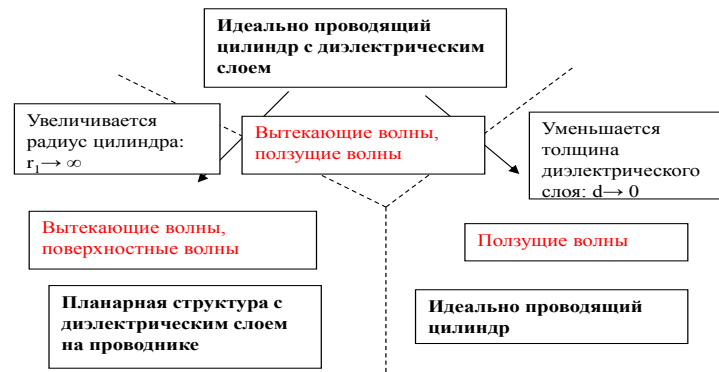 Идеально проводящий
цилиндр с диэлектрическим
слоем
Увеличивается
радиус цилиндра:
r₁→ ∞
Вытекающие волны,
ползущие волны
Уменьшается
толщина
диэлектрического
слоя: d→ 0
Вытекающие волны,
поверхностные волны
Ползущие волны
Планарная структура с
диэлектрическим слоем
на проводнике
Идеально проводящий
цилиндр